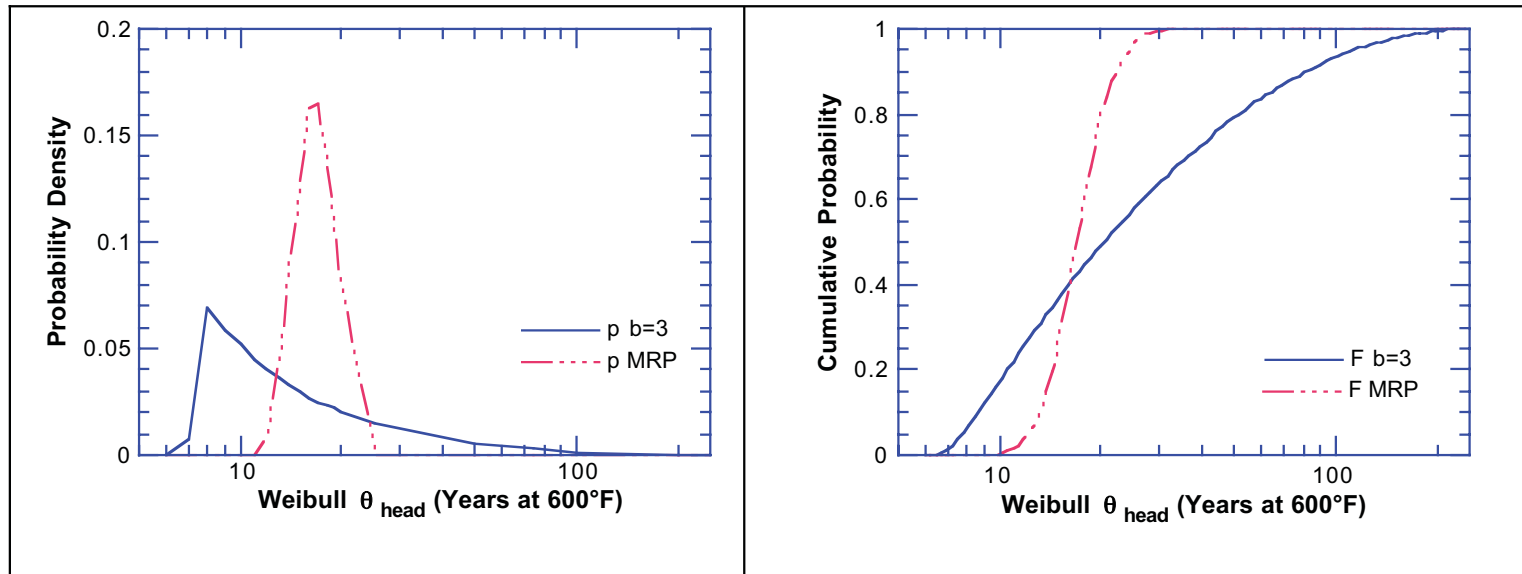 0.2
0.15
0.1
0.05
0
Probability Density
p b=3
p MRP
10
100
Weibull θ head (Years at 600°F)
1
0.8
0.6
0.4
0.2
0
Cumulative Probability
F b=3
F MRP
10
100
Weibull θ head (Years at 600°F)